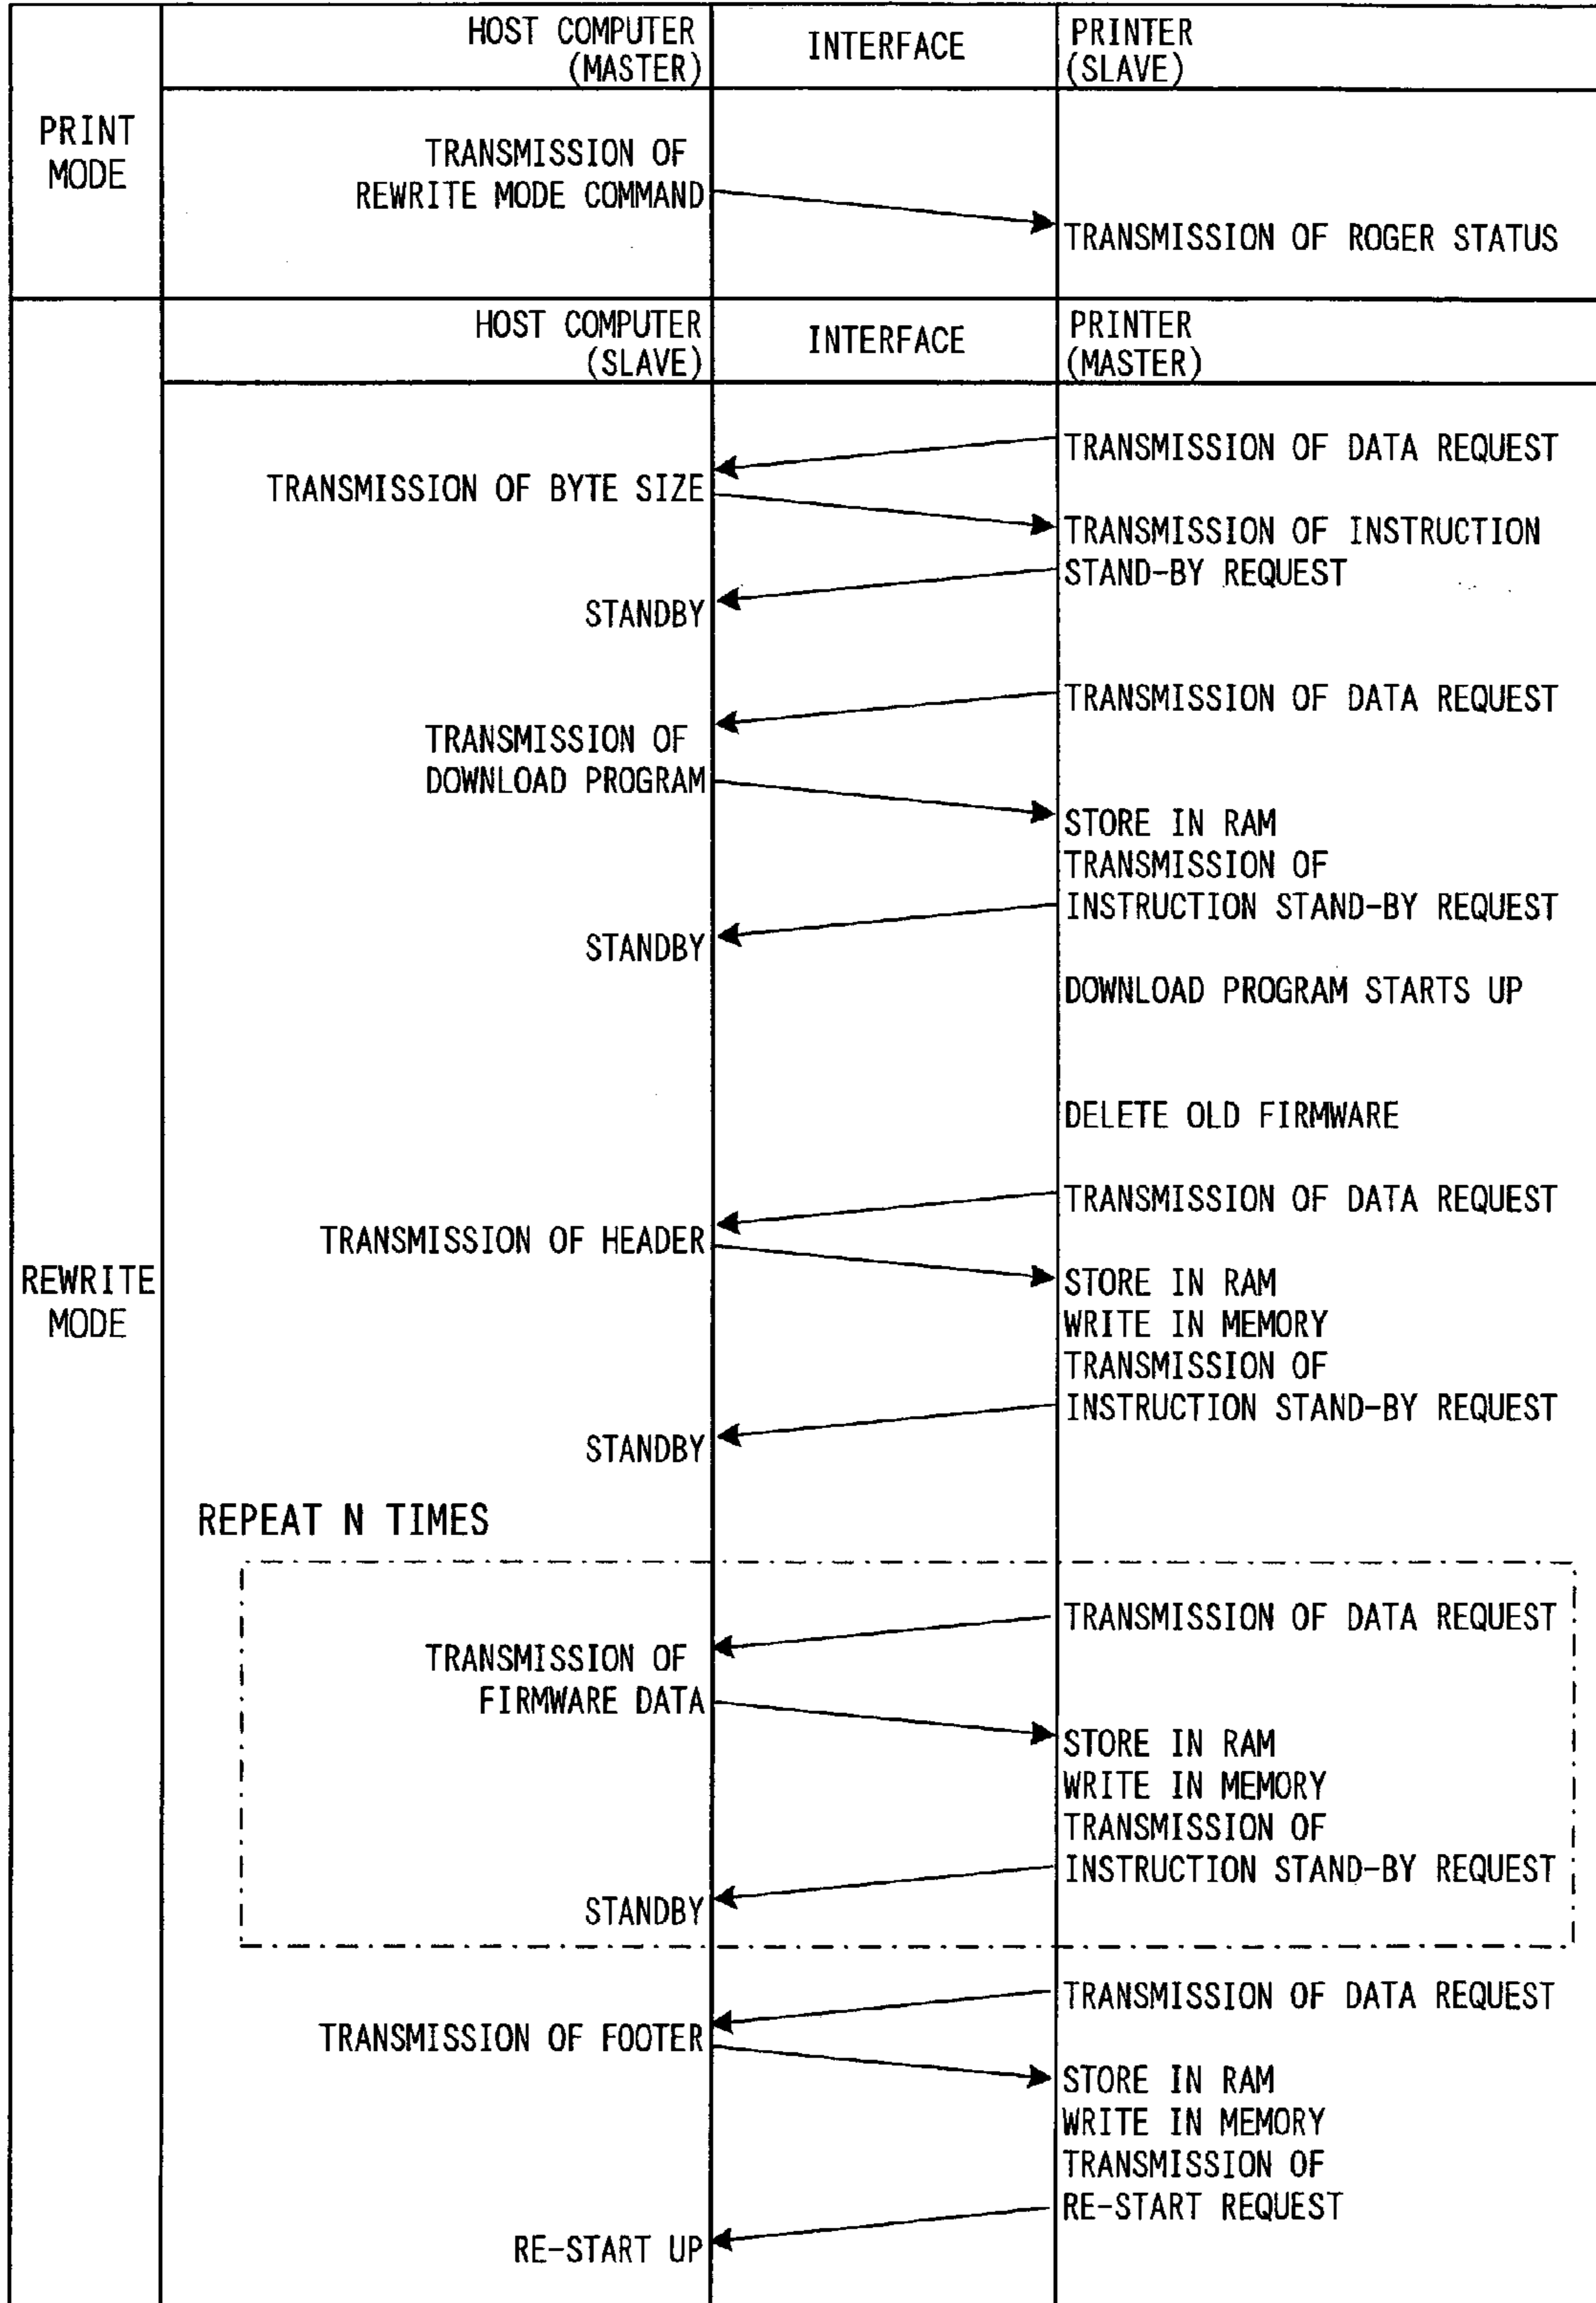 HOST COMPUTER
(MASTER)
INTERFACE
PRINTER
(SLAVE)
PRINT
MODE
TRANSMISSION OF
REWRITE MODE COMMAND
TRANSMISSION OF ROGER STATUS
HOST COMPUTER
(SLAVE)
INTERFACE
PRINTER
(MASTER)
REWRITE
MODE
TRANSMISSION OF DATA REQUEST
TRANSMISSION OF BYTE SIZE
TRANSMISSION OF INSTRUCTION
STAND-BY REQUEST
STANDBY
TRANSMISSION OF DATA REQUEST
TRANSMISSION OF
DOWNLOAD PROGRAM
STORE IN RAM
TRANSMISSION OF
INSTRUCTION STAND-BY REQUEST
STANDBY
DOWNLOAD PROGRAM STARTS UP
DELETE OLD FIRMWARE
TRANSMISSION OF DATA REQUEST
TRANSMISSION OF HEADER
STORE IN RAM
WRITE IN MEMORY
TRANSMISSION OF
INSTRUCTION STAND-BY REQUEST
STANDBY
REPEAT N TIMES
TRANSMISSION OF DATA REQUEST
TRANSMISSION OF
FIRMWARE DATA
STORE IN RAM
WRITE IN MEMORY
TRANSMISSION OF
INSTRUCTION STAND-BY REQUEST
STANDBY
TRANSMISSION OF DATA REQUEST
TRANSMISSION OF FOOTER
STORE IN RAM
WRITE IN MEMORY
TRANSMISSION OF
RE-START REQUEST
RE-START UP